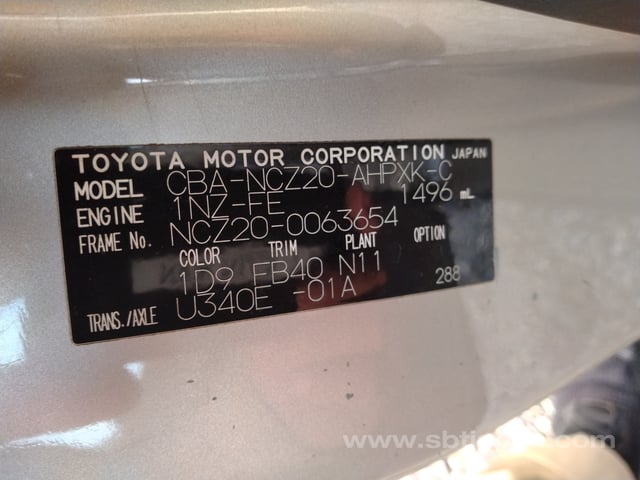 TOYOTA MOTOR CORPORATION JAPAN
MODEL CBA-NCZ20-AHPXK-C
ENGINE 1NZ-FE 1496 mL
FRAME No. NCZ20-0063654
COLOR TRIM PLANT OPTION
1D9 FB40 N11 288
TRANS./AXLE U340E -01A